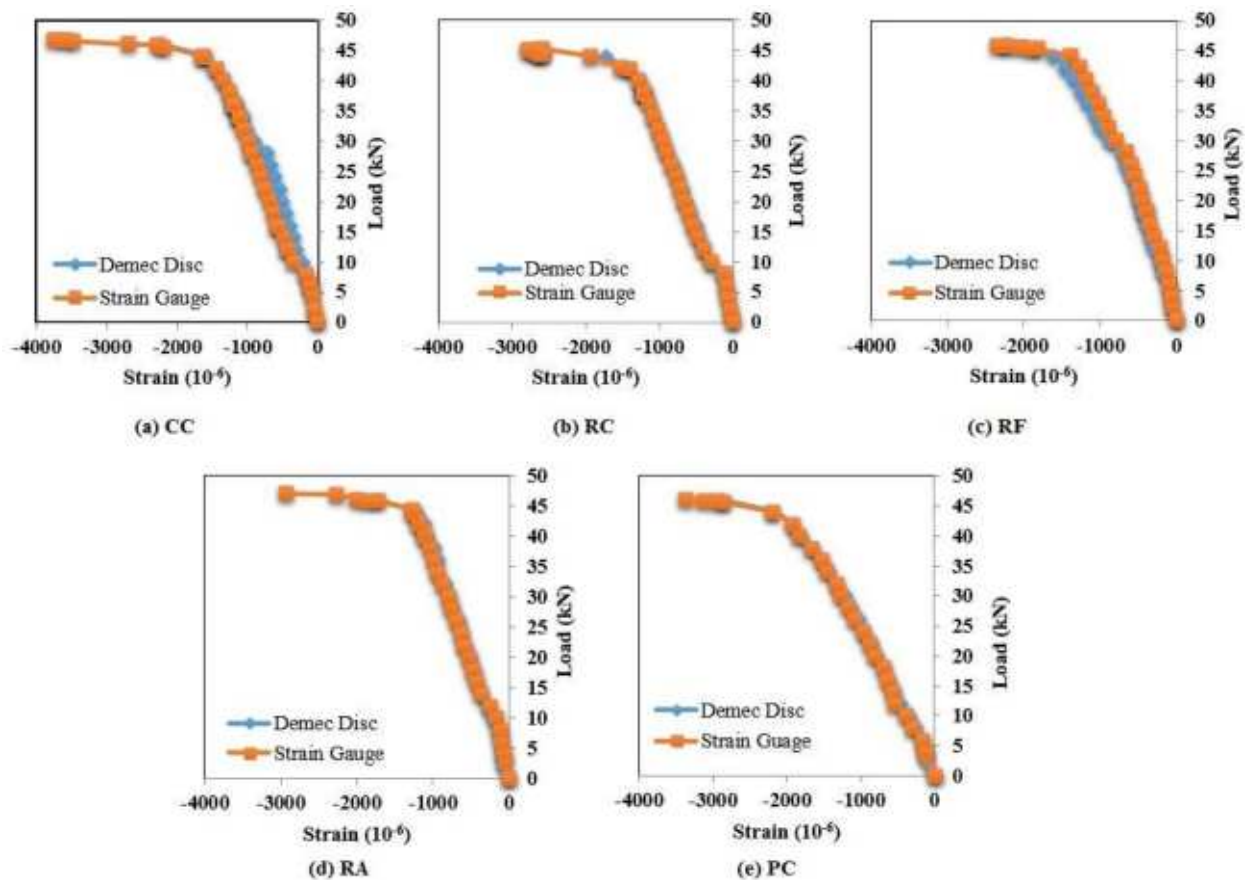 50
45
40
35
30
25
20
15
10
5
0
Load (kN)
Demec Disc
Strain Gauge
-4000 -3000 -2000 -1000 0
Strain (10⁻⁶)
(a) CC
50
45
40
35
30
25
20
15
10
5
0
Load (kN)
Demec Disc
Strain Gauge
-4000 -3000 -2000 -1000 0
Strain (10⁻⁶)
(b) RC
50
45
40
35
30
25
20
15
10
5
0
Load (kN)
Demec Disc
Strain Gauge
-4000 -3000 -2000 -1000 0
Strain (10⁻⁶)
(c) RF
50
45
40
35
30
25
20
15
10
5
0
Load (kN)
Demec Disc
Strain Gauge
-4000 -3000 -2000 -1000 0
Strain (10⁻⁶)
(d) RA
50
45
40
35
30
25
20
15
10
5
0
Load (kN)
Demec Disc
Strain Guage
-4000 -3000 -2000 -1000 0
Strain (10⁻⁶)
(e) PC